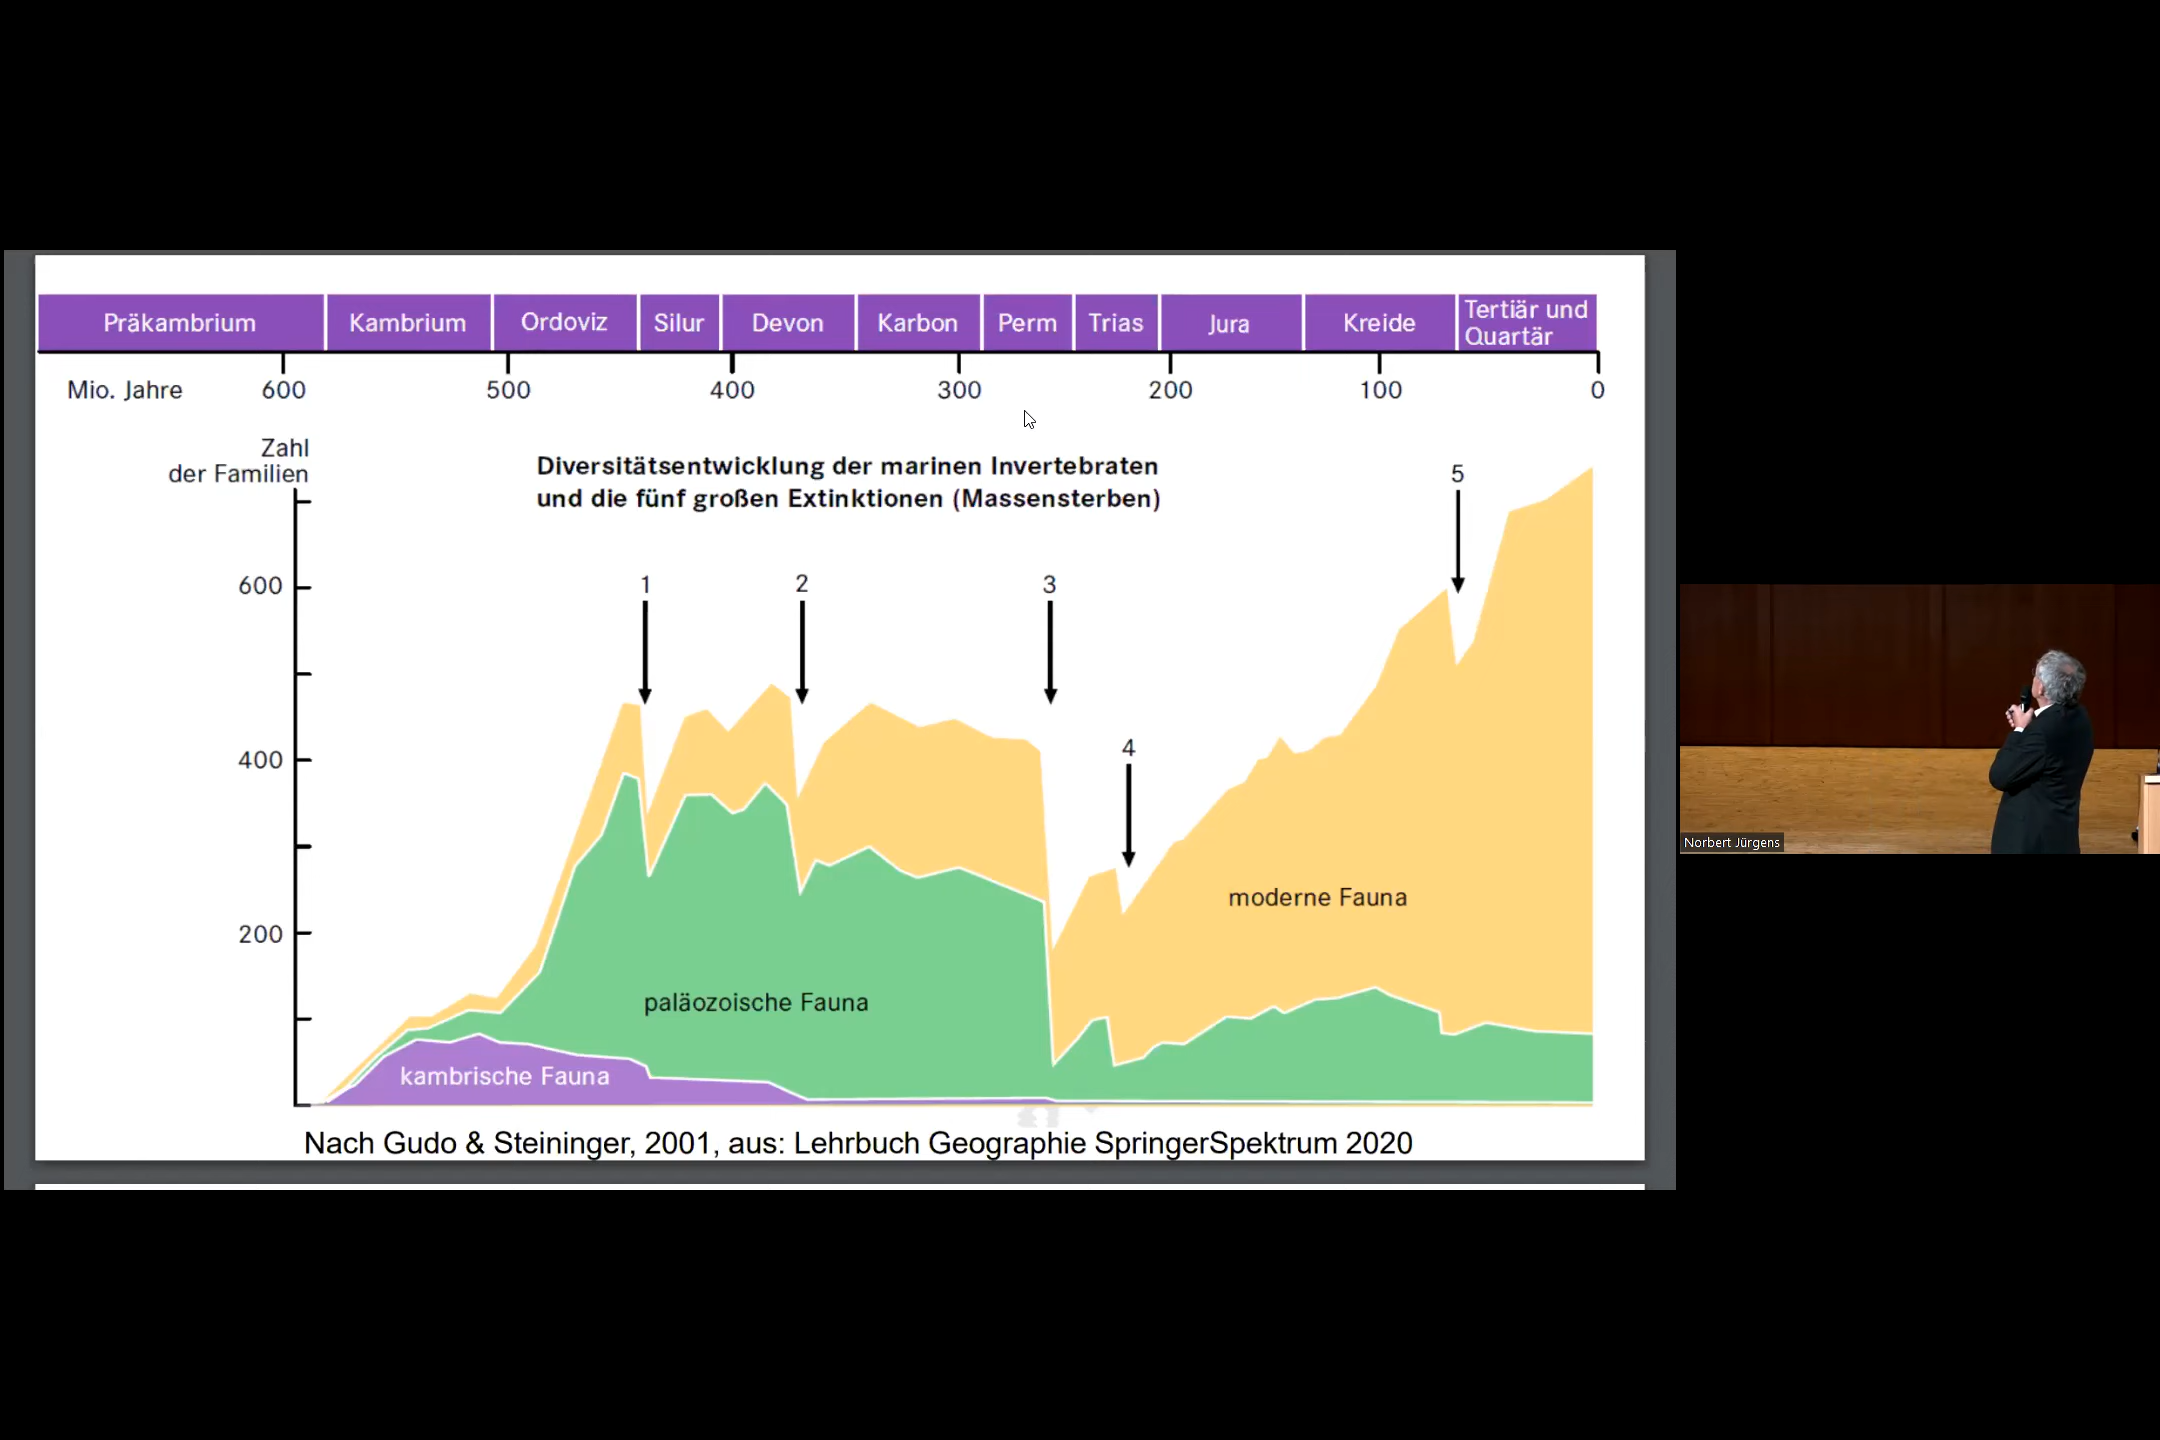 Präkambrium Kambrium Ordoviz Silur Devon Karbon Perm Trias Jura Kreide Tertiär und
Quartär
Mio. Jahre 600 500 400 300 200 100 0
Zahl
der Familien
Diversitätsentwicklung der marinen Invertebraten
und die fünf großen Extinktionen (Massensterben)
5
600
1 2 3
4
400
200
moderne Fauna
paläozoische Fauna
kambrische Fauna
Nach Gudo & Steininger, 2001, aus: Lehrbuch Geographie SpringerSpektrum 2020
Norbert Jürgens